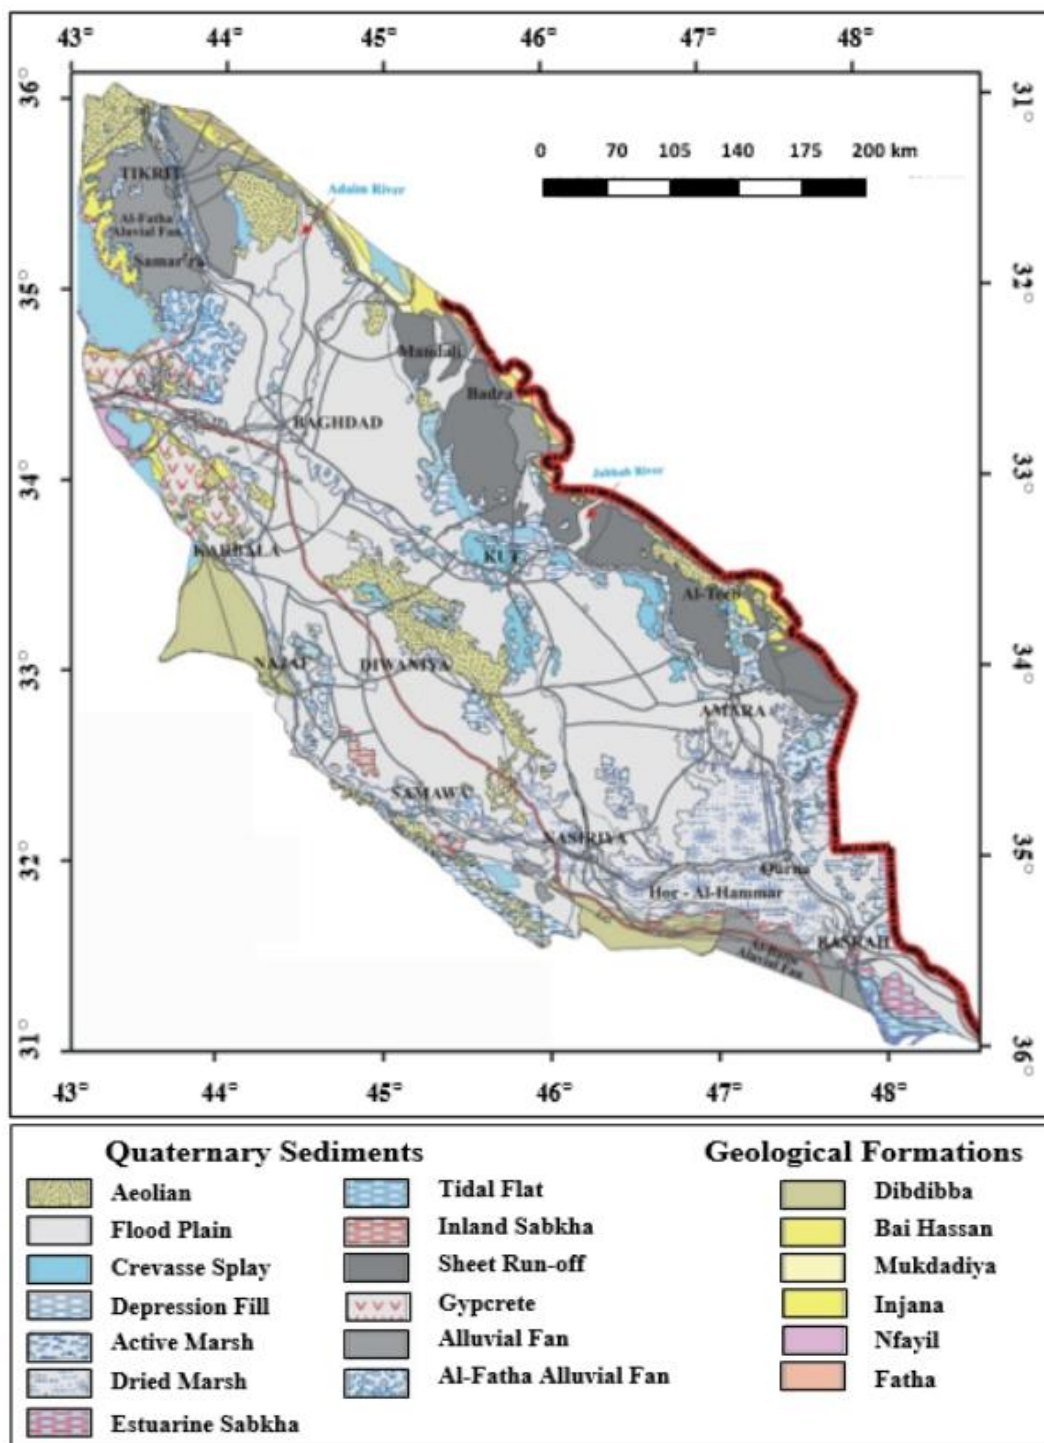 43° 44° 45° 46° 47° 48°
36° 31°
0 70 105 140 175 200 km
TIKRIT
Adaim River
Al-Fatha
Aluvial Fan
Samar'ra
35° 32°
Mandali
Badra
BAGHDAD
34° 33°
Jabbab River
KUT
KARBALA
Al-Teeb
NAJAF DIWANIYA
33° 34°
AMARA
SAMAWA
NASIRIYA
32° 35°
Qurna
Hor - Al-Hammar
BASRAH
Aluvial Fan
31° 36°
43° 44° 45° 46° 47° 48°
Quaternary Sediments
Aeolian
Flood Plain
Crevasse Splay
Depression Fill
Active Marsh
Dried Marsh
Estuarine Sabkha
Tidal Flat
Inland Sabkha
Sheet Run-off
Gypcrete
Alluvial Fan
Al-Fatha Alluvial Fan
Geological Formations
Dibdibba
Bai Hassan
Mukdadiya
Injana
Nfayil
Fatha